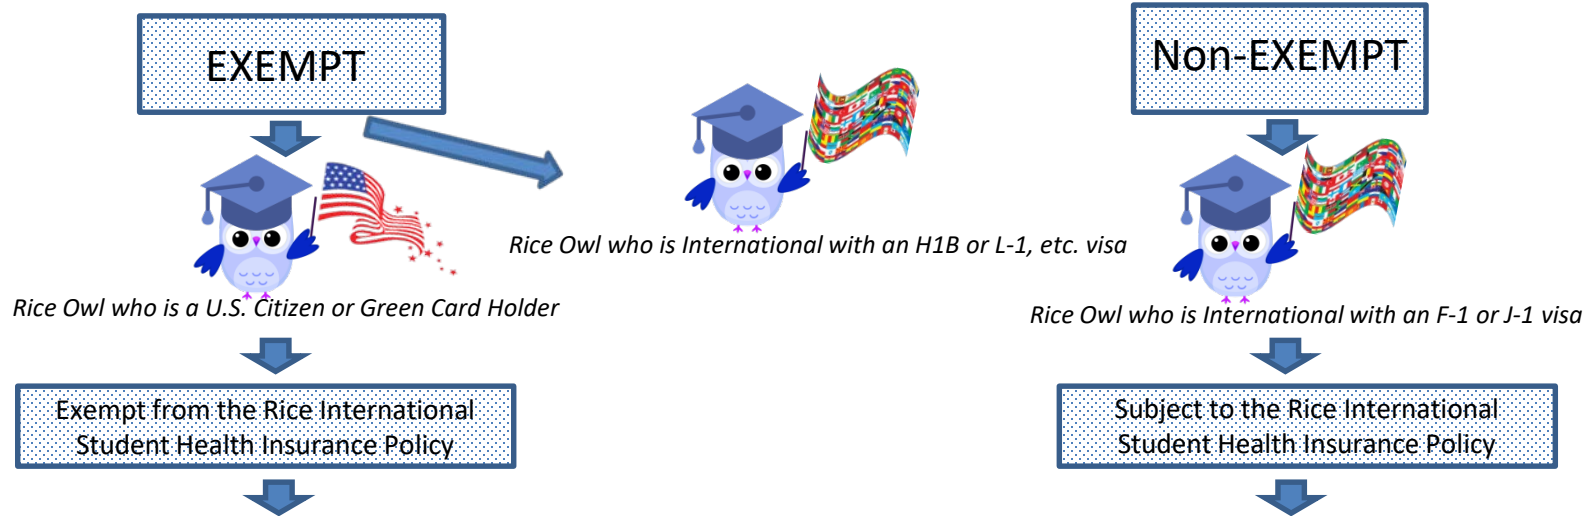 EXEMPT
Non-EXEMPT
Rice Owl who is International with an H1B or L-1, etc. visa
Rice Owl who is a U.S. Citizen or Green Card Holder
Rice Owl who is International with an F-1 or J-1 visa
Exempt from the Rice International
Student Health Insurance Policy
Subject to the Rice International
Student Health Insurance Policy